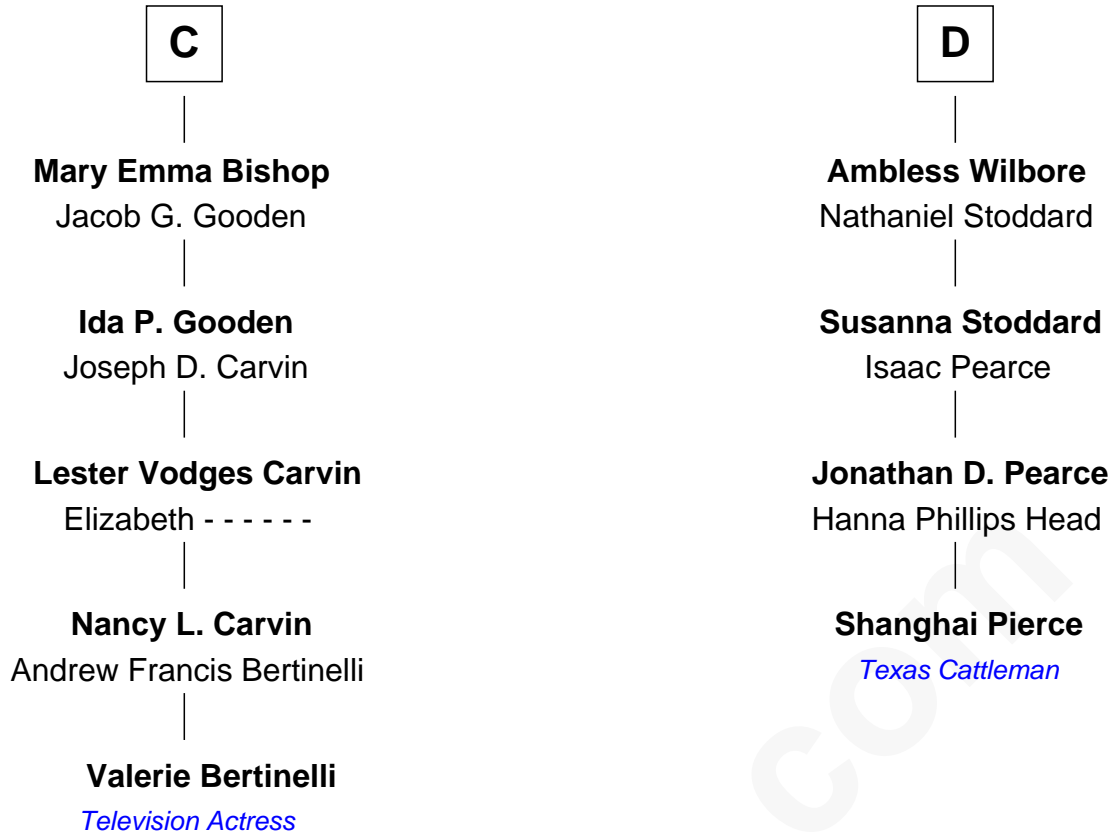 C
Mary Emma Bishop
Jacob G. Gooden
Ida P. Gooden
Joseph D. Carvin
Lester Vodges Carvin
Elizabeth - - - - - -
Nancy L. Carvin
Andrew Francis Bertinelli
Valerie Bertinelli
Television Actress
D
Ambless Wilbore
Nathaniel Stoddard
Susanna Stoddard
Isaac Pearce
Jonathan D. Pearce
Hanna Phillips Head
Shanghai Pierce
Texas Cattleman
com